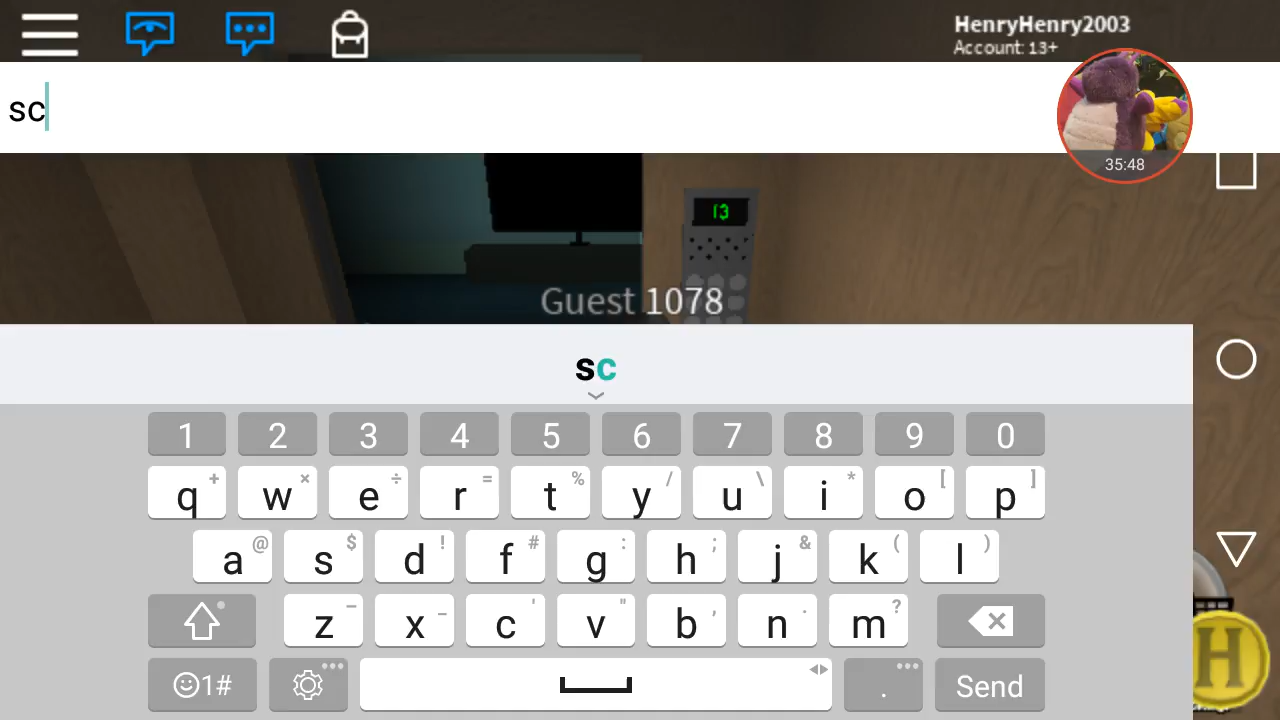 HenryHenry2003
Account: 13+
sc
35:48
13
Guest 1078
sc
1 2 3 4 5 6 7 8 9 0
q + w × e ÷ r = t % y / u \ i * o [ p ]
a @ s $ d ! f # g : h ; j & k ( l )
z – x _ c ' v " b , n . m ?
1# . Send
H